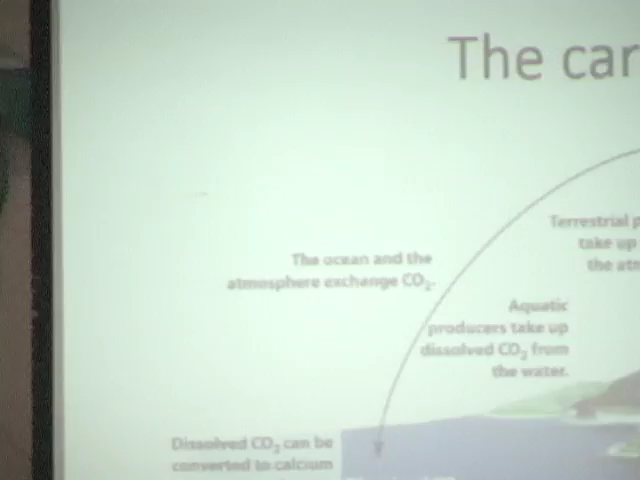 The car
Terrestrial p
take up
the atm
The ocean and the
atmosphere exchange CO₂.
Aquatic
producers take up
dissolved CO₂ from
the water.
Dissolved CO₂ can be
converted to calcium